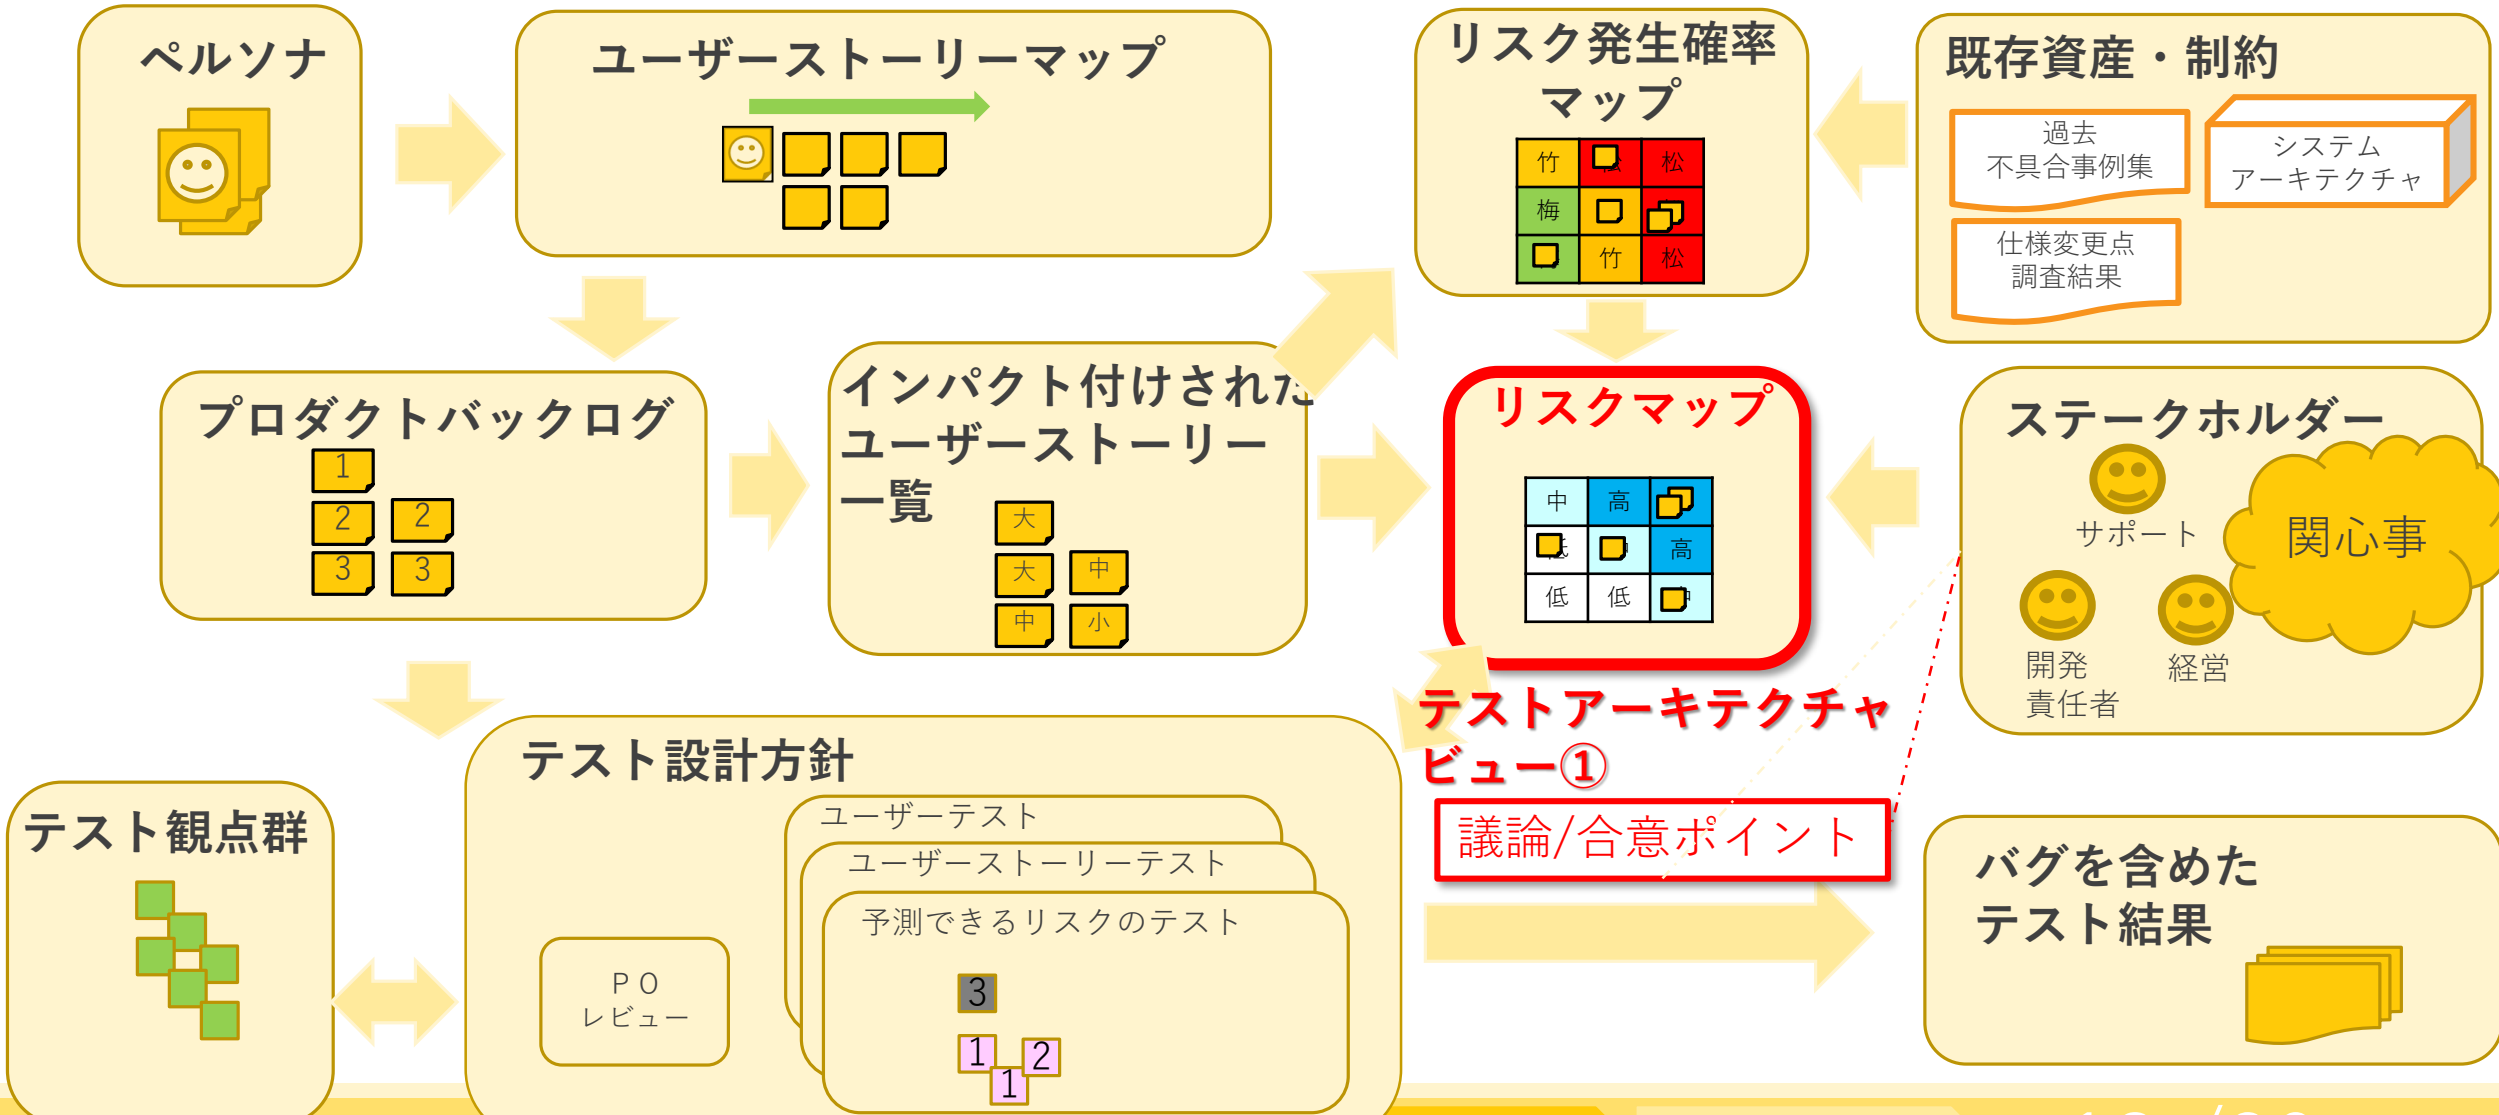 ペルソナ
ユーザーストーリーマップ
リスク発生確率
マップ
竹
松
梅
竹
松
既存資産・制約
過去
不具合事例集
システム
アーキテクチャ
仕様変更点
調査結果
プロダクトバックログ
1
2
2
3
3
インパクト付けされた
ユーザーストーリー
一覧
大
大
中
中
小
リスクマップ
中
高
高
低
低
ステークホルダー
サポート
関心事
開発
責任者
経営
テストアーキテクチャ
ビュー①
議論/合意ポイント
テスト観点群
テスト設計方針
ユーザーテスト
ユーザーストーリーテスト
予測できるリスクのテスト
ＰＯ
レビュー
3
1
2
1
バグを含めた
テスト結果